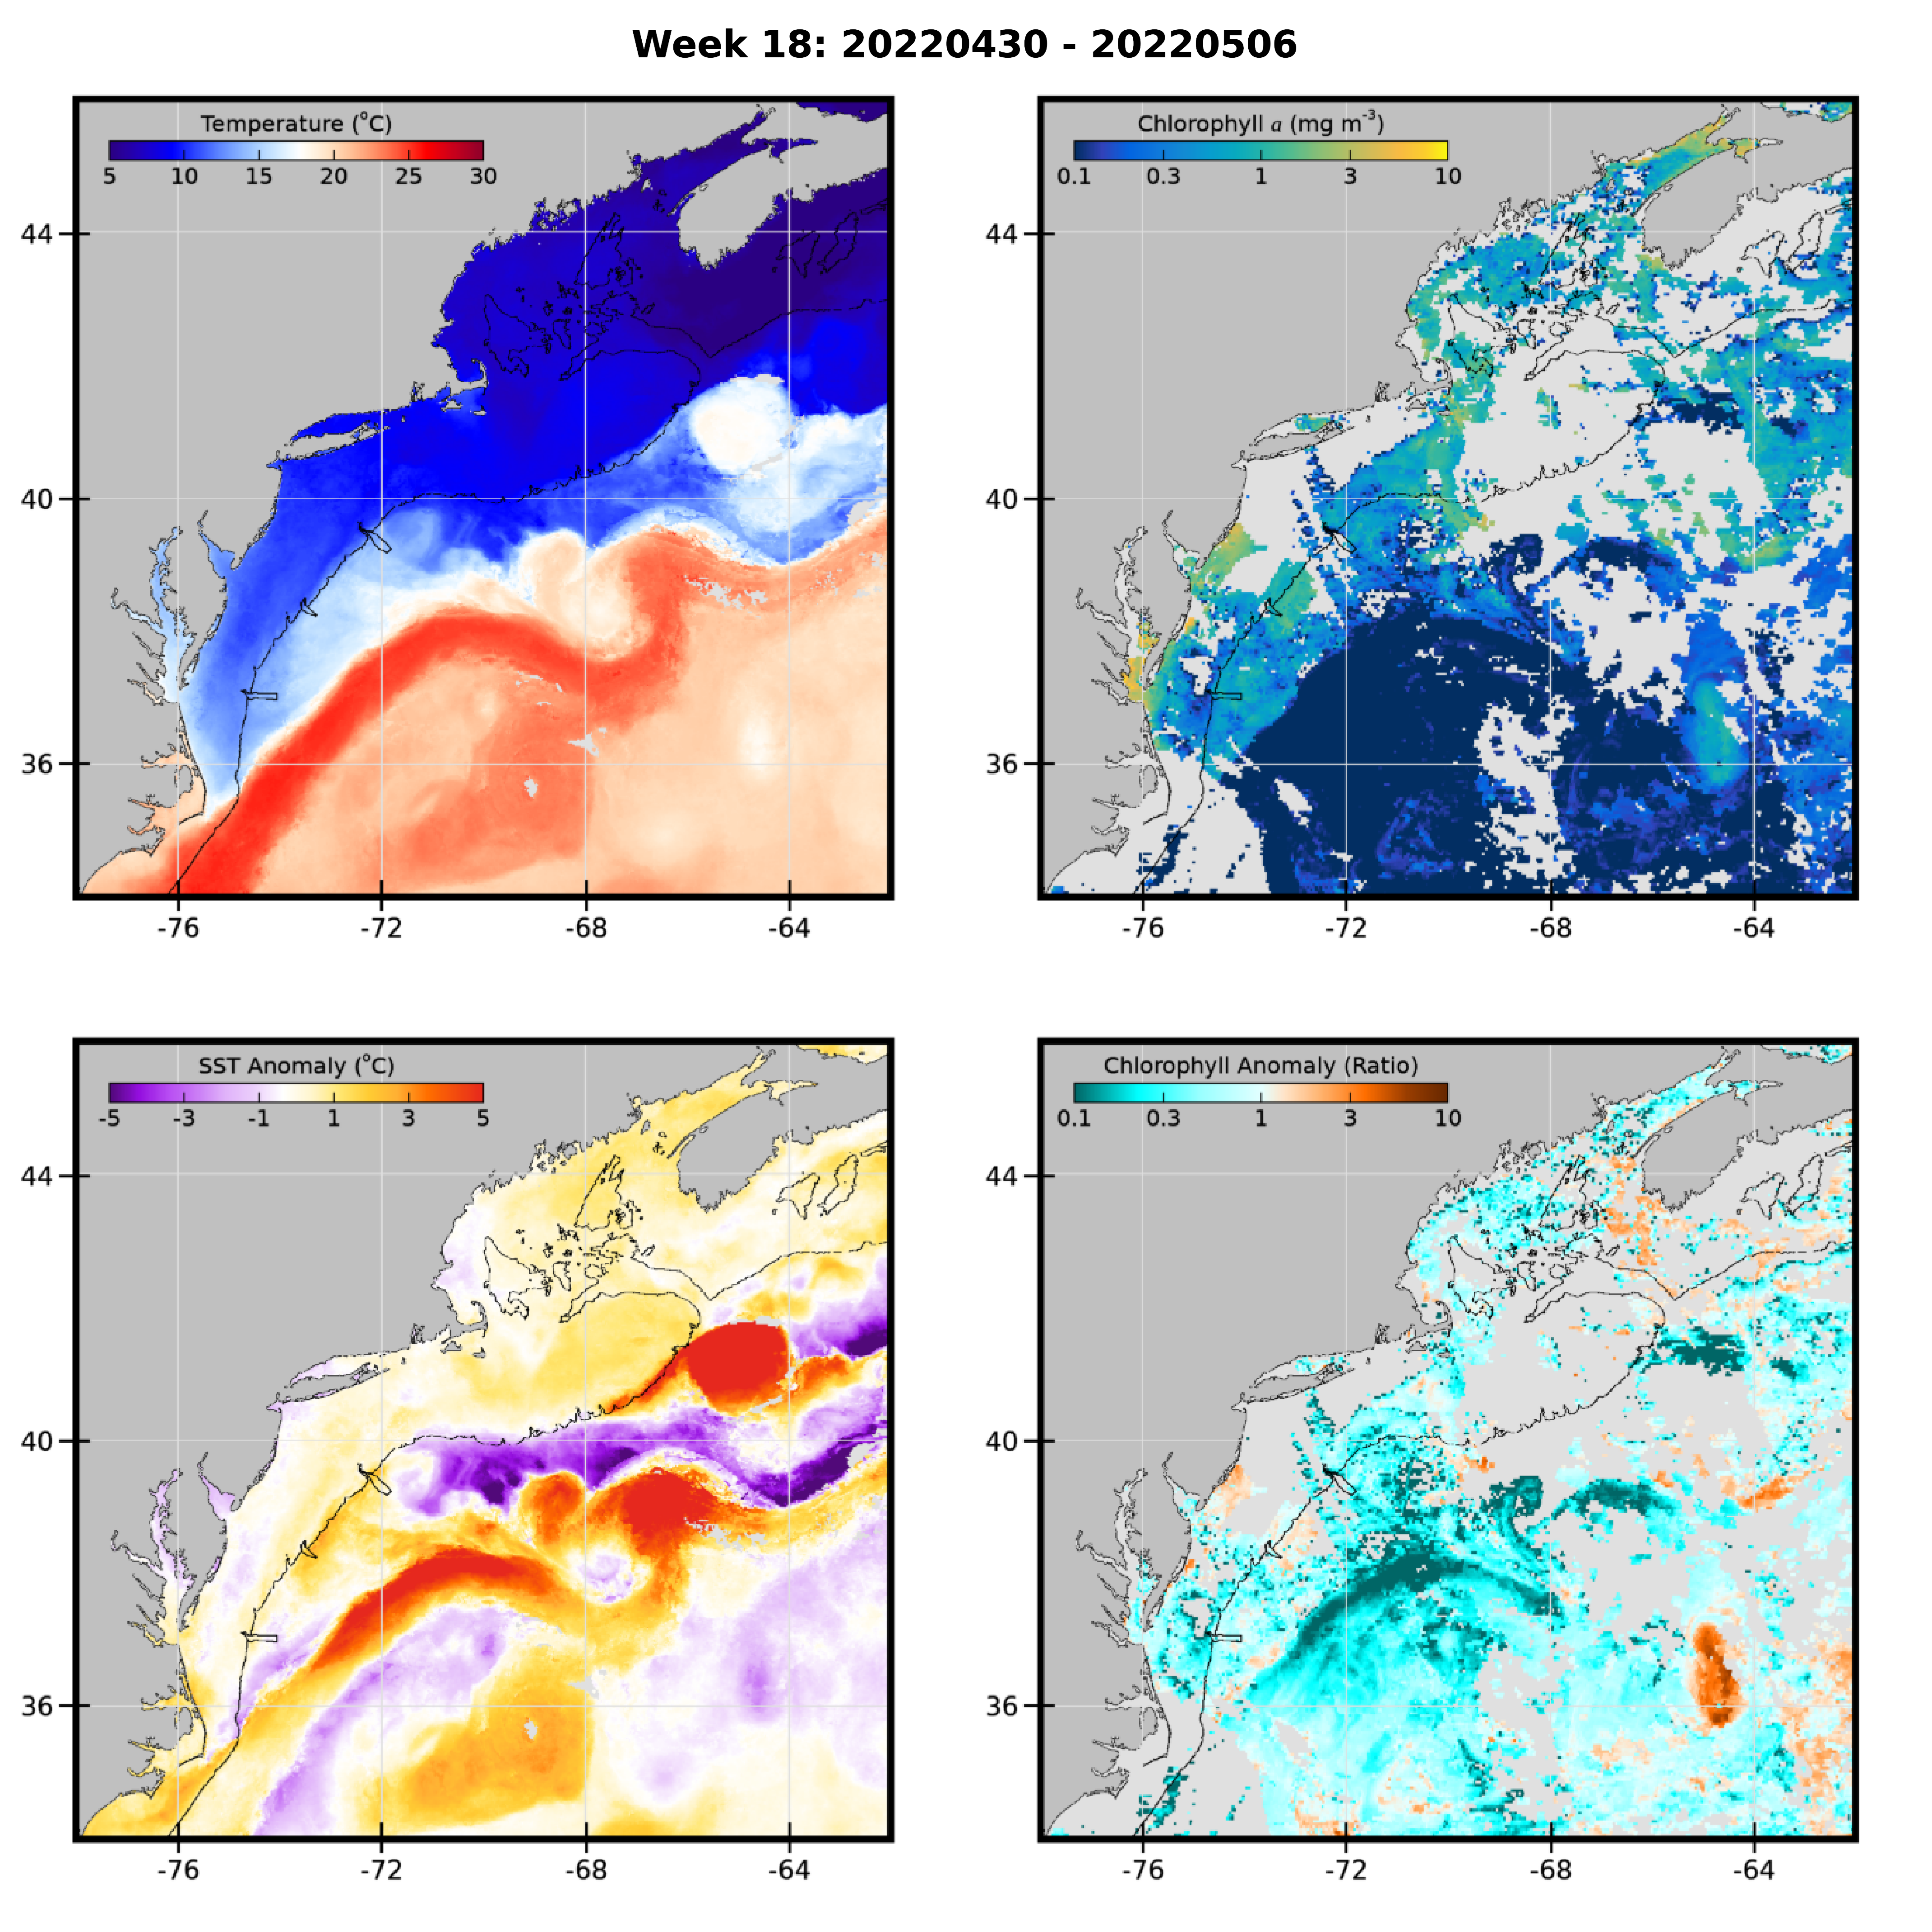 Week 18: 20220430 - 20220506
Temperature (°C)
5 10 15 20 25 30
44
40
36
-76 -72 -68 -64
Chlorophyll a (mg m⁻³)
0.1 0.3 1 3 10
44
40
36
-76 -72 -68 -64
SST Anomaly (°C)
-5 -3 -1 1 3 5
44
40
36
-76 -72 -68 -64
Chlorophyll Anomaly (Ratio)
0.1 0.3 1 3 10
44
40
36
-76 -72 -68 -64